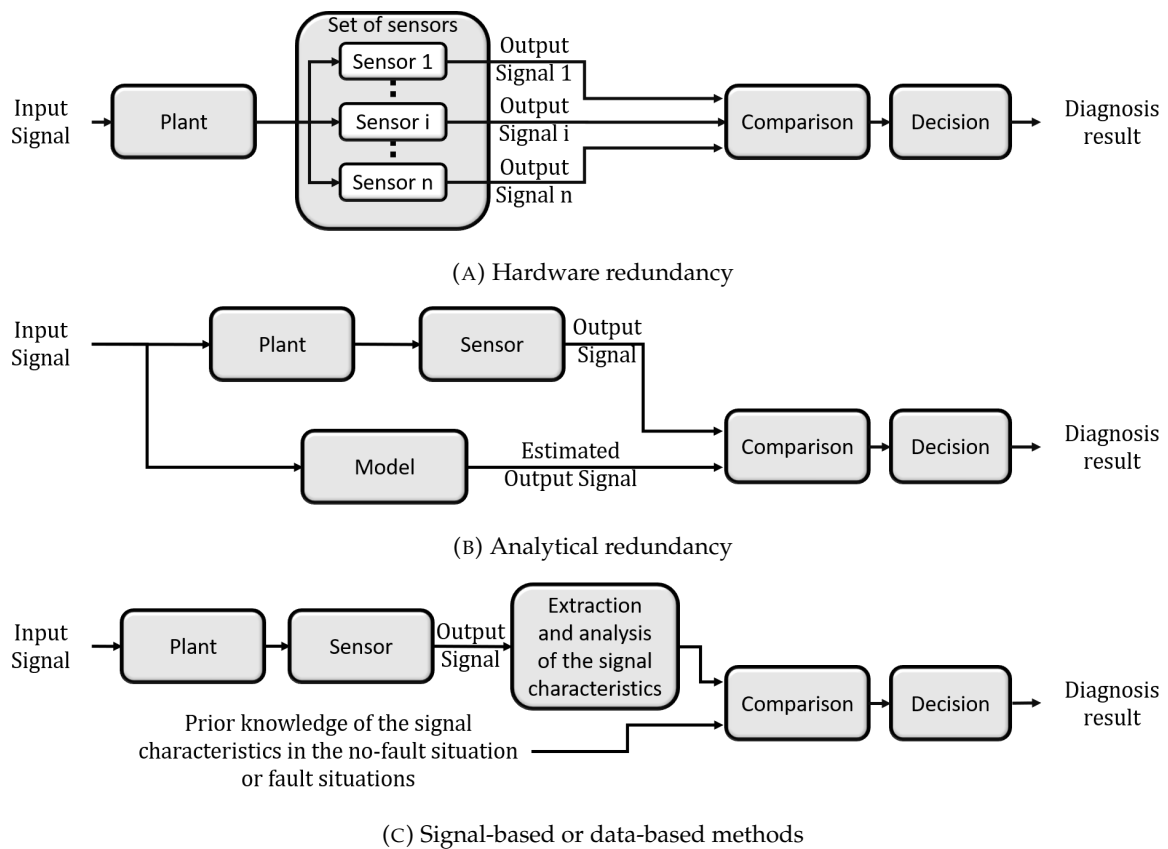 Set of sensors
Input
Signal
Plant
Sensor 1
Sensor i
Sensor n
Output
Signal 1
Output
Signal i
Output
Signal n
Comparison
Decision
Diagnosis
result
(A) Hardware redundancy
Input
Signal
Plant
Sensor
Output
Signal
Model
Estimated
Output Signal
Comparison
Decision
Diagnosis
result
(B) Analytical redundancy
Input
Signal
Plant
Sensor
Output
Signal
Extraction
and analysis
of the signal
characteristics
Prior knowledge of the signal
characteristics in the no-fault situation
or fault situations
Comparison
Decision
Diagnosis
result
(C) Signal-based or data-based methods